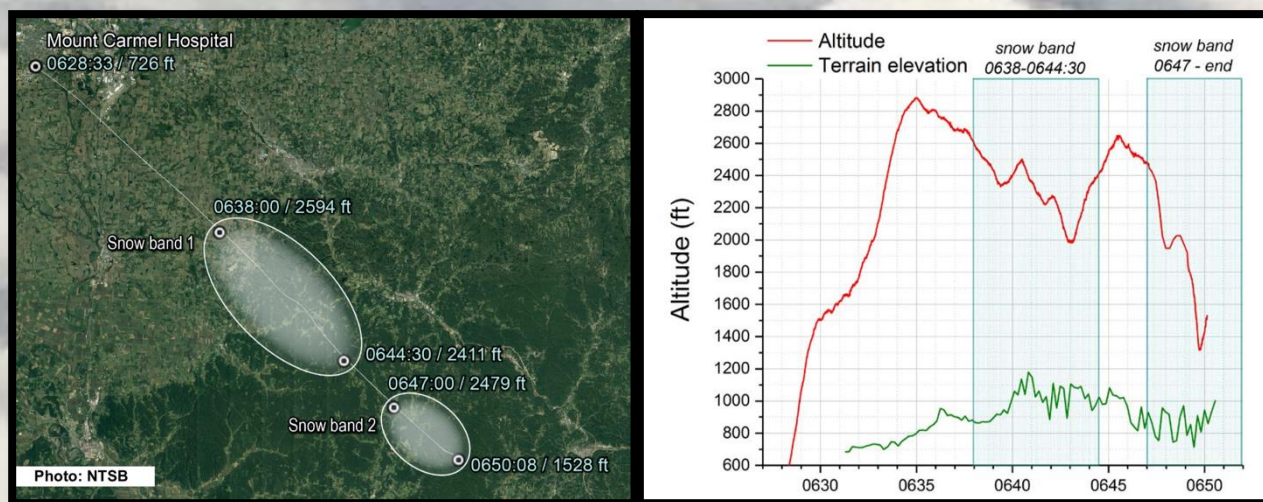 Mount Carmel Hospital
0628:33 / 726 ft
0638:00 / 2594 ft
Snow band 1
0644:30 / 2411 ft
0647:00 / 2479 ft
Snow band 2
0650:08 / 1528 ft
Photo: NTSB
Altitude
Terrain elevation
snow band
0638-0644:30
snow band
0647 - end
Altitude (ft)
3000
2800
2600
2400
2200
2000
1800
1600
1400
1200
1000
800
600
0630
0635
0640
0645
0650